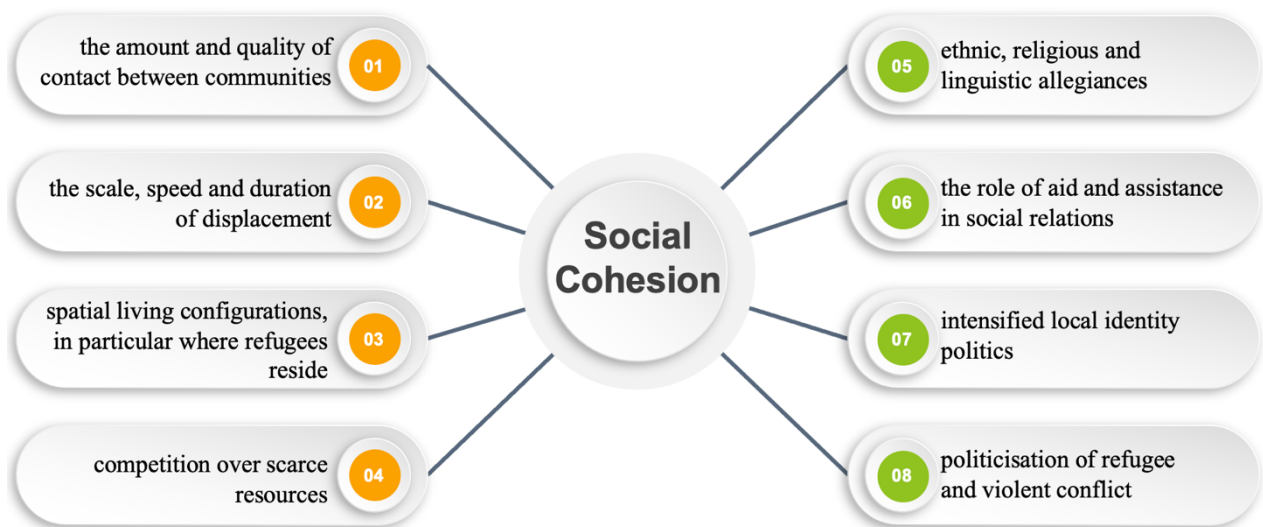 the amount and quality of
contact between communities
01
the scale, speed and duration
of displacement
02
spatial living configurations,
in particular where refugees
reside
03
competition over scarce
resources
04
Social
Cohesion
05
ethnic, religious and
linguistic allegiances
06
the role of aid and assistance
in social relations
07
intensified local identity
politics
08
politicisation of refugee
and violent conflict